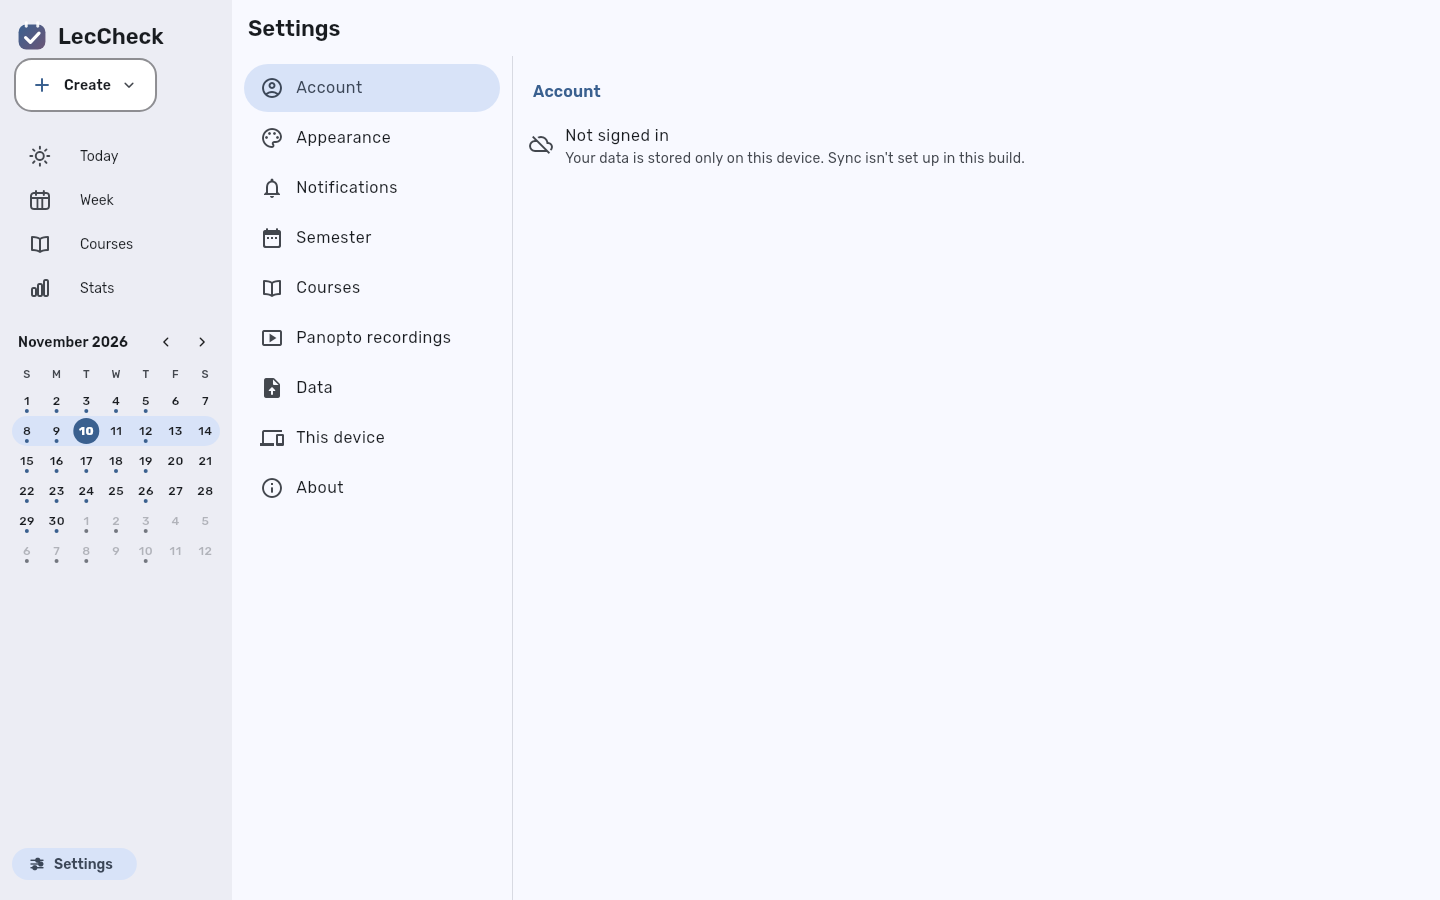 LecCheck
Create
Today
Week
Courses
Stats
November 2026
S M T W T F S
1 2 3 4 5 6 7
8 9 10 11 12 13 14
15 16 17 18 19 20 21
22 23 24 25 26 27 28
29 30 1 2 3 4 5
6 7 8 9 10 11 12
Settings
Settings
Account
Appearance
Notifications
Semester
Courses
Panopto recordings
Data
This device
About
Account
Not signed in
Your data is stored only on this device. Sync isn't set up in this build.